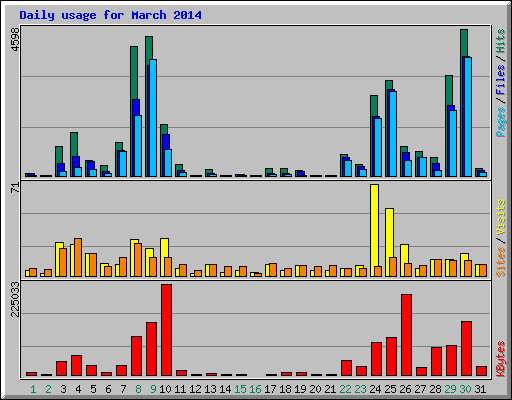 Daily usage for March 2014
4598
Pages / Files / Hits
71
Sites / Visits
225033
KBytes
1 2 3 4 5 6 7 8 9 10 11 12 13 14 15 16 17 18 19 20 21 22 23 24 25 26 27 28 29 30 31